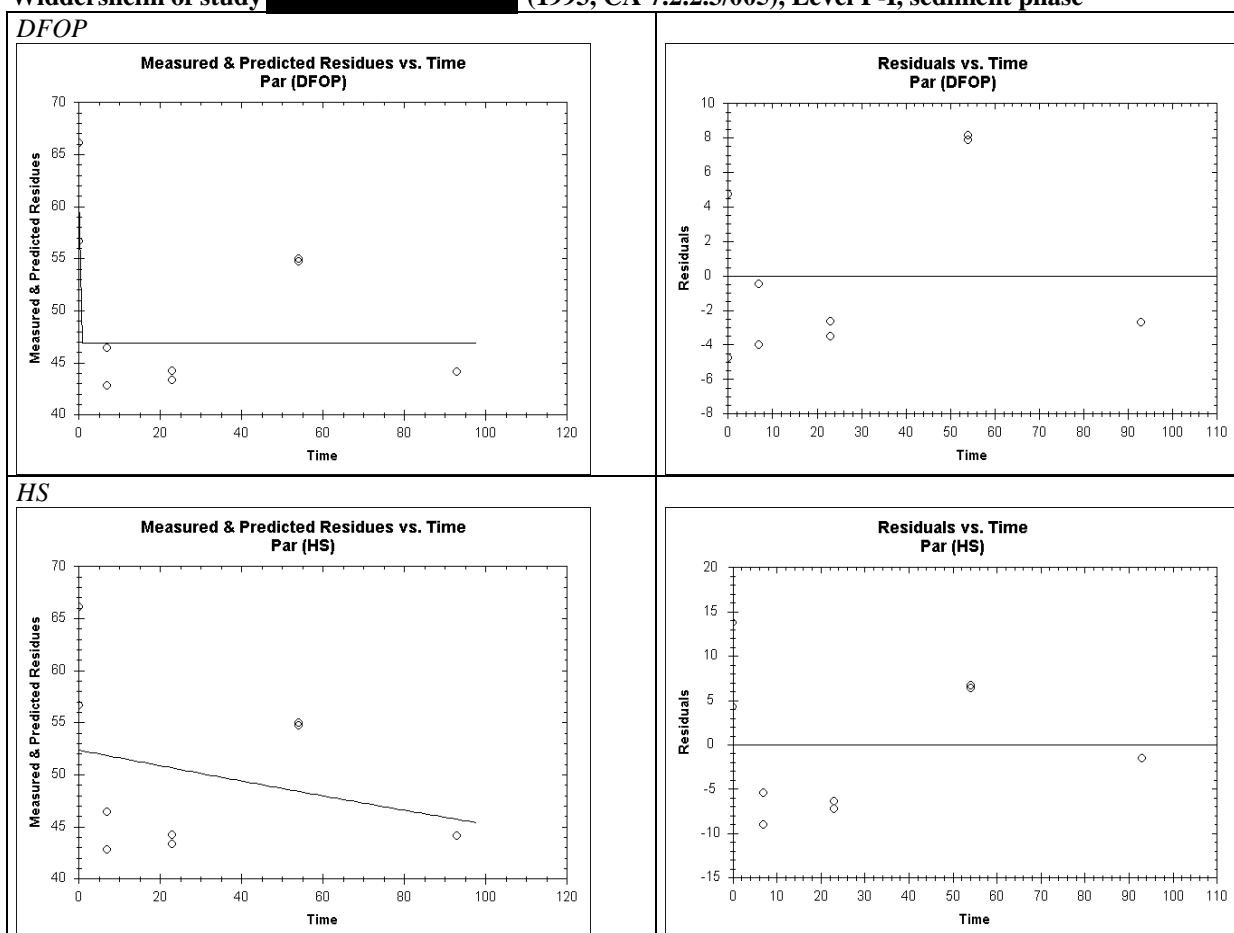 Widdersheim of study (1993, CA 7.2.2.3/003), Level P-I, sediment phase
DFOP
Measured & Predicted Residues vs. Time
Par (DFOP)
Measured & Predicted Residues
70
65
60
55
50
45
40
0 20 40 60 80 100 120
Time
Residuals vs. Time
Par (DFOP)
Residuals
10
8
6
4
2
0
-2
-4
-6
-8
0 10 20 30 40 50 60 70 80 90 100 110
Time
HS
Measured & Predicted Residues vs. Time
Par (HS)
Measured & Predicted Residues
70
65
60
55
50
45
40
0 20 40 60 80 100 120
Time
Residuals vs. Time
Par (HS)
Residuals
20
15
10
5
0
-5
-10
-15
0 10 20 30 40 50 60 70 80 90 100 110
Time